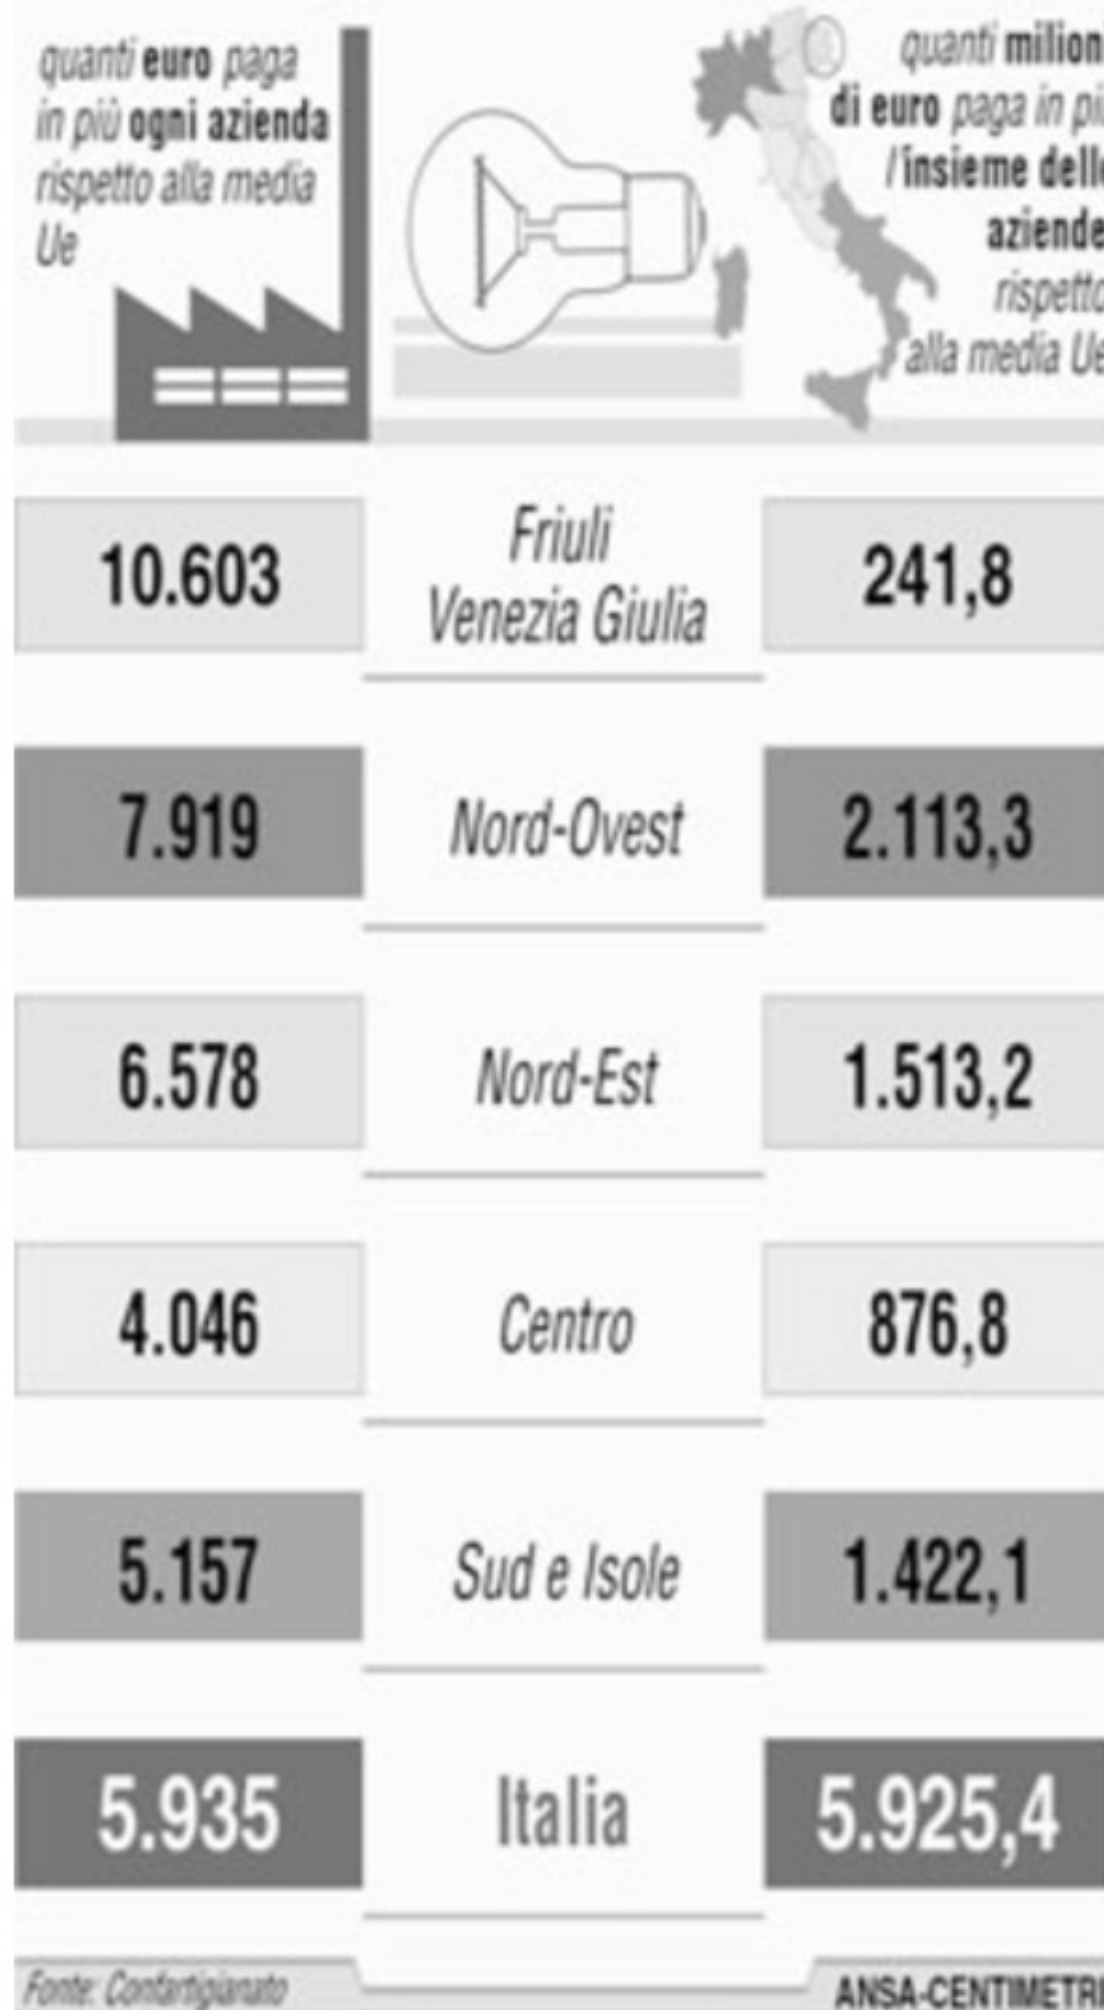 quanti euro paga
in più ogni azienda
rispetto alla media
Ue
quanti milioni
di euro paga in più
l'insieme delle
aziende
rispetto
alla media Ue
10.603
Friuli
Venezia Giulia
241,8
7.919
Nord-Ovest
2.113,3
6.578
Nord-Est
1.513,2
4.046
Centro
876,8
5.157
Sud e Isole
1.422,1
5.935
Italia
5.925,4
Fonte: Confartigianato
ANSA-CENTIMETRI